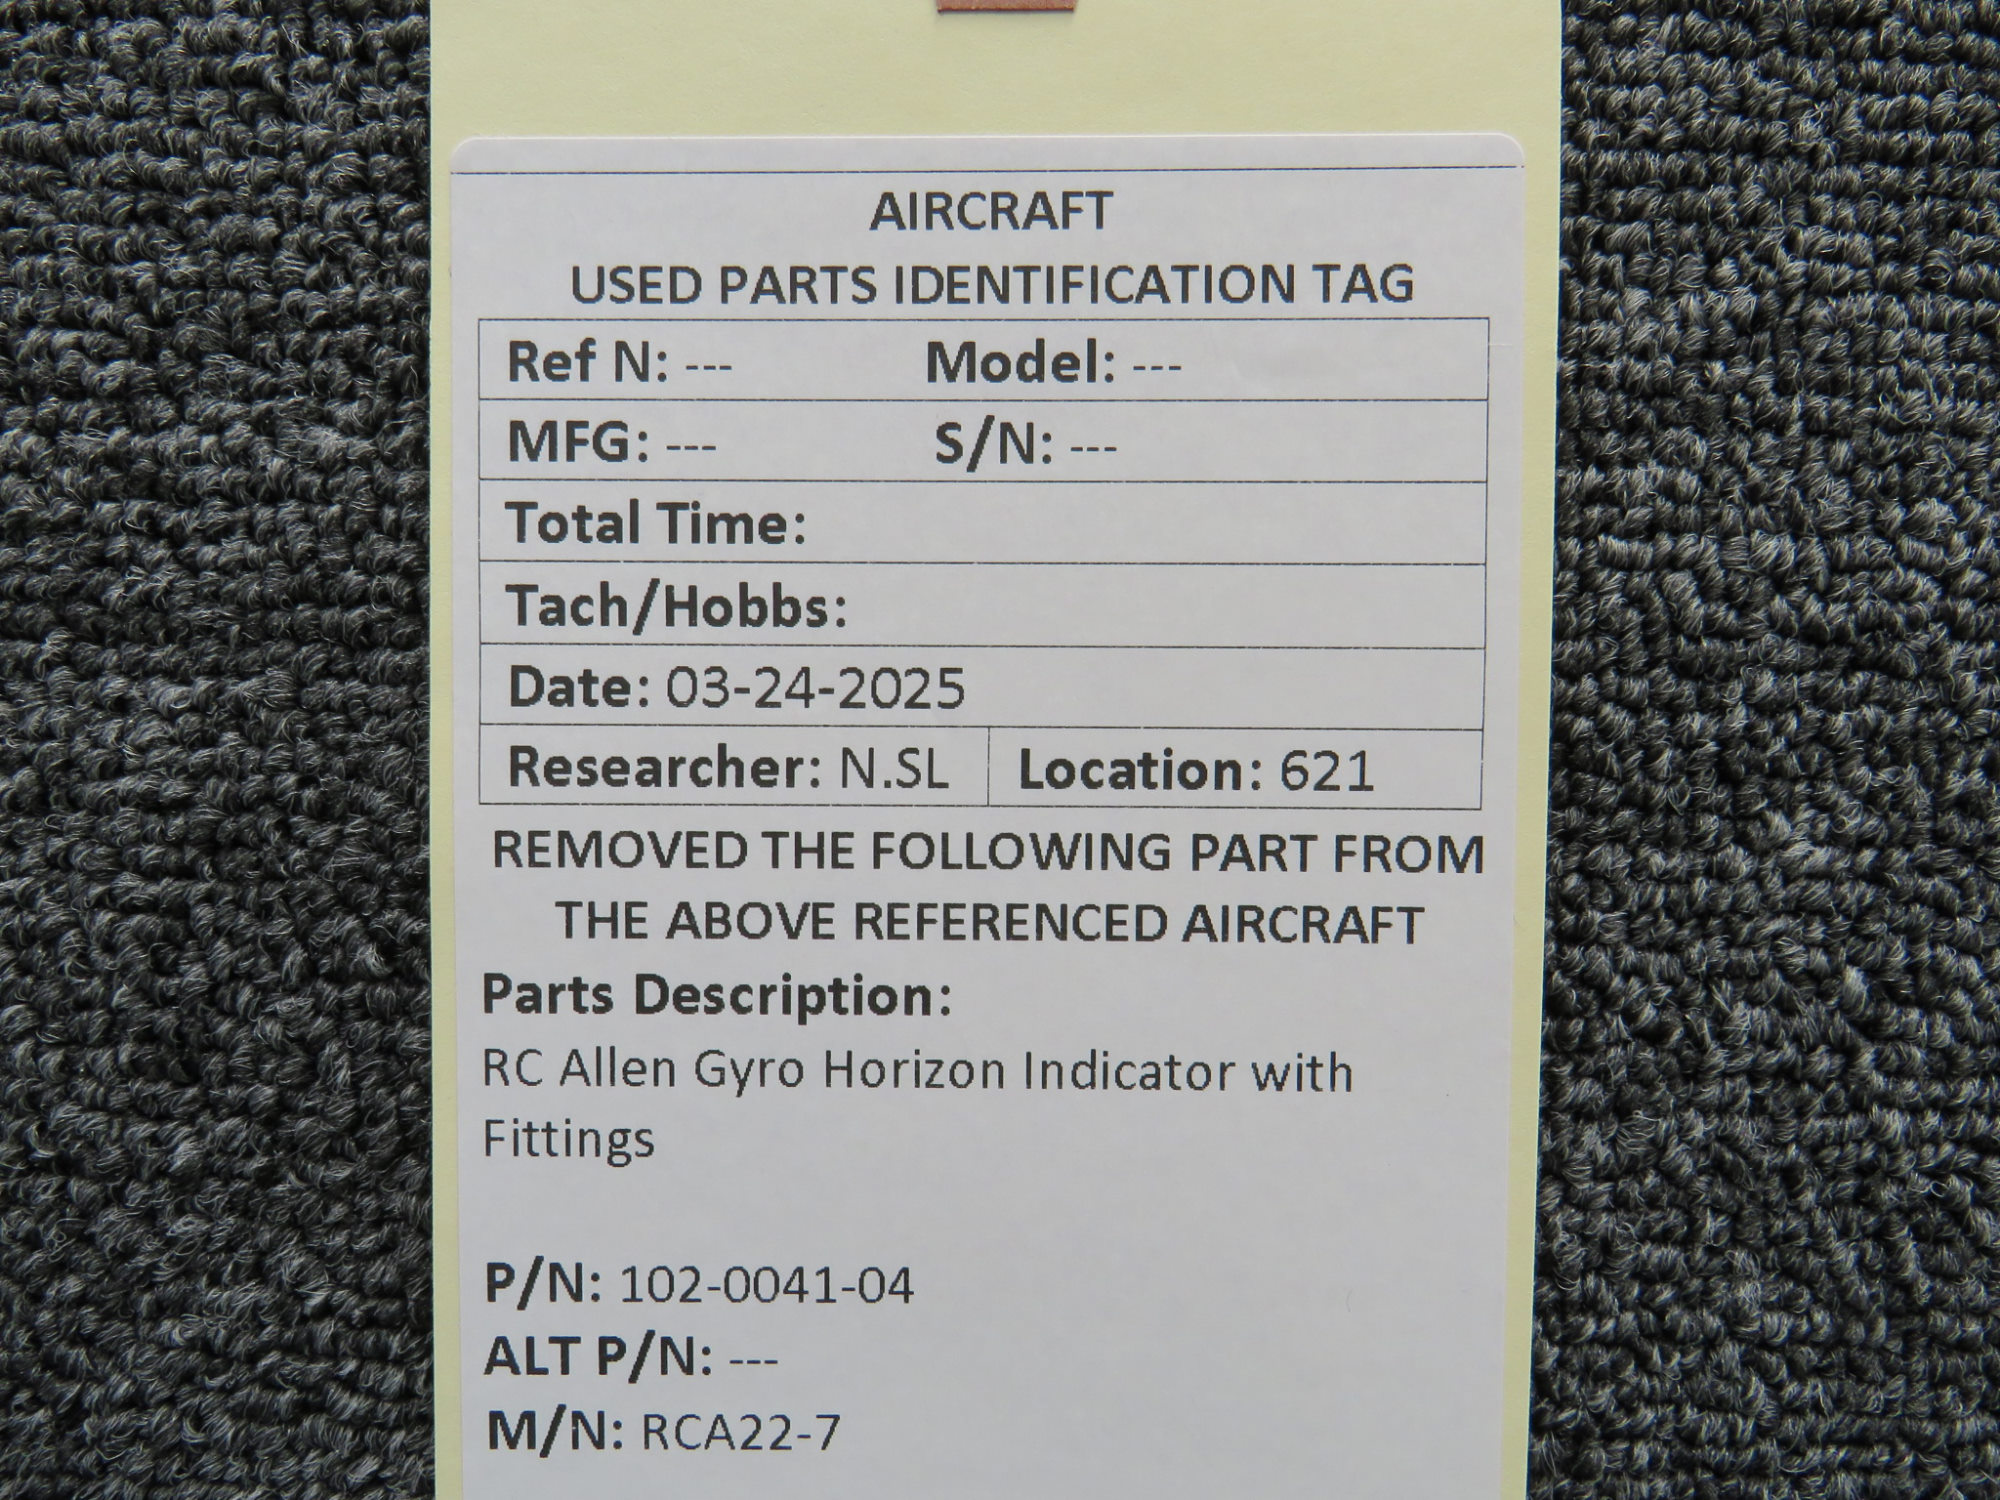 AIRCRAFT
USED PARTS IDENTIFICATION TAG
Ref N: --- Model: ---
MFG: --- S/N: ---
Total Time:
Tach/Hobbs:
Date: 03-24-2025
Researcher: N.SL Location: 621
REMOVED THE FOLLOWING PART FROM
THE ABOVE REFERENCED AIRCRAFT
Parts Description:
RC Allen Gyro Horizon Indicator with
Fittings
P/N: 102-0041-04
ALT P/N: ---
M/N: RCA22-7